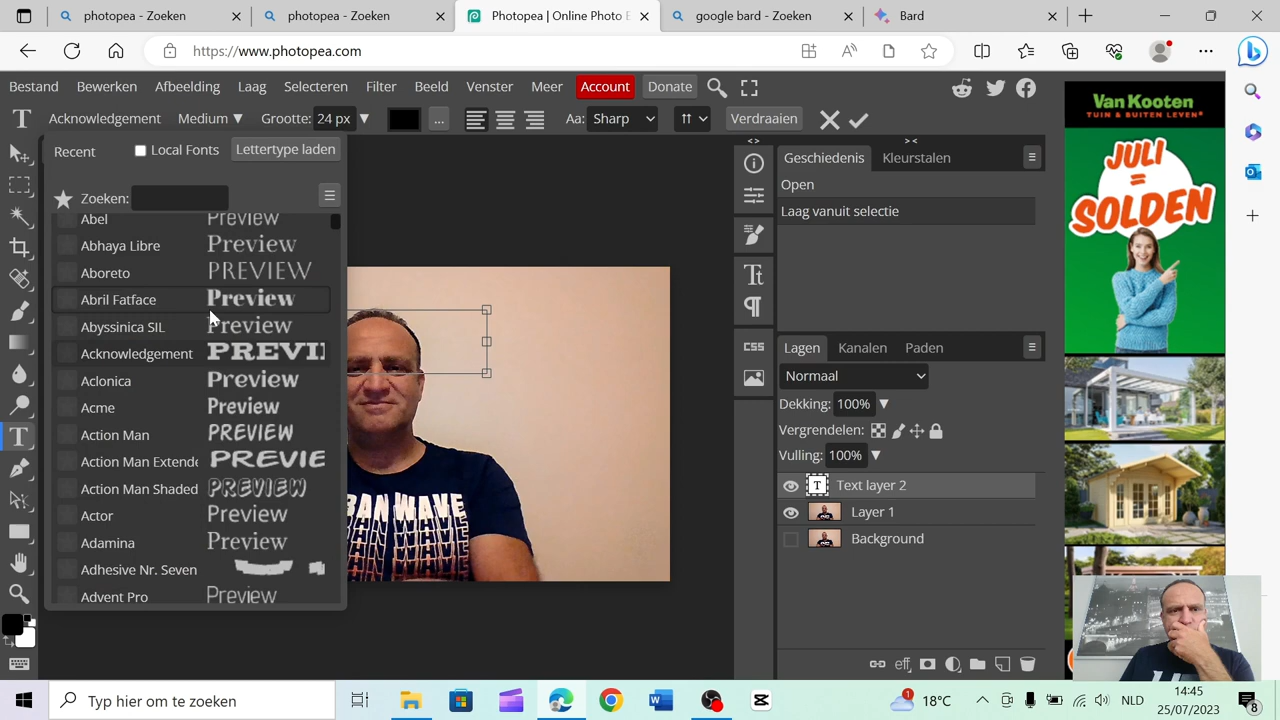 photopea - Zoeken
photopea - Zoeken
Photopea | Online Photo E
google bard - Zoeken
Bard
https://www.photopea.com
Bestand Bewerken Afbeelding Laag Selecteren Filter Beeld Venster Meer Account Donate
Acknowledgement Medium Grootte: 24 px ... Aa: Sharp Verdraaien
Recent Local Fonts Lettertype laden
Zoeken:
Abel Preview
Abhaya Libre Preview
Aboreto PREVIEW
Abril Fatface Preview
Abyssinica SIL Preview
Acknowledgement PREVI
Aclonica Preview
Acme Preview
Action Man PREVIEW
Action Man Extende PREVIE
Action Man Shaded PREVIEW
Actor Preview
Adamina Preview
Adhesive Nr. Seven
Advent Pro Preview
RBAN WAVE
< >
> <
Geschiedenis Kleurstalen
Open
Laag vanuit selectie
CSS
Lagen Kanalen Paden
Normaal
Dekking: 100%
Vergrendelen:
Vulling: 100%
Text layer 2
Layer 1
Background
eff
Van Kooten
TUIN & BUITEN LEVEN
JULI
=
SOLDEN
Typ hier om te zoeken
1
18°C
NLD
14:45
25/07/2023
8